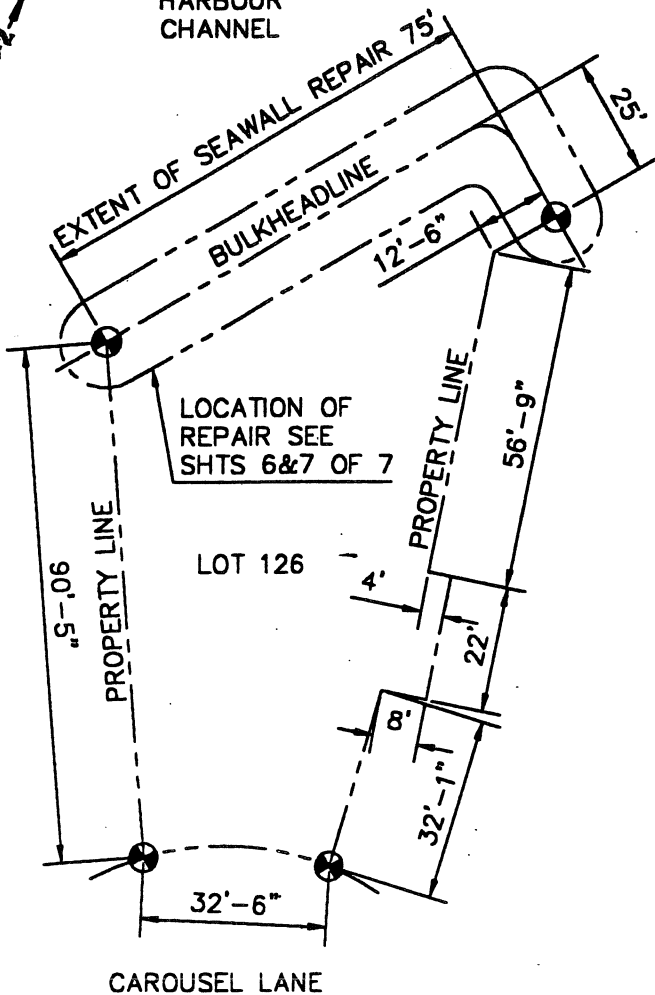 HARBOUR
CHANNEL
EXTENT OF SEAWALL REPAIR 75'
25'
BULKHEADLINE
12'-6"
LOCATION OF
REPAIR SEE
SHTS 6&7 OF 7
PROPERTY LINE
56'-9"
PROPERTY LINE
90'-5"
LOT 126
4'
22'
8'
32'-1"
32'-6"
CAROUSEL LANE